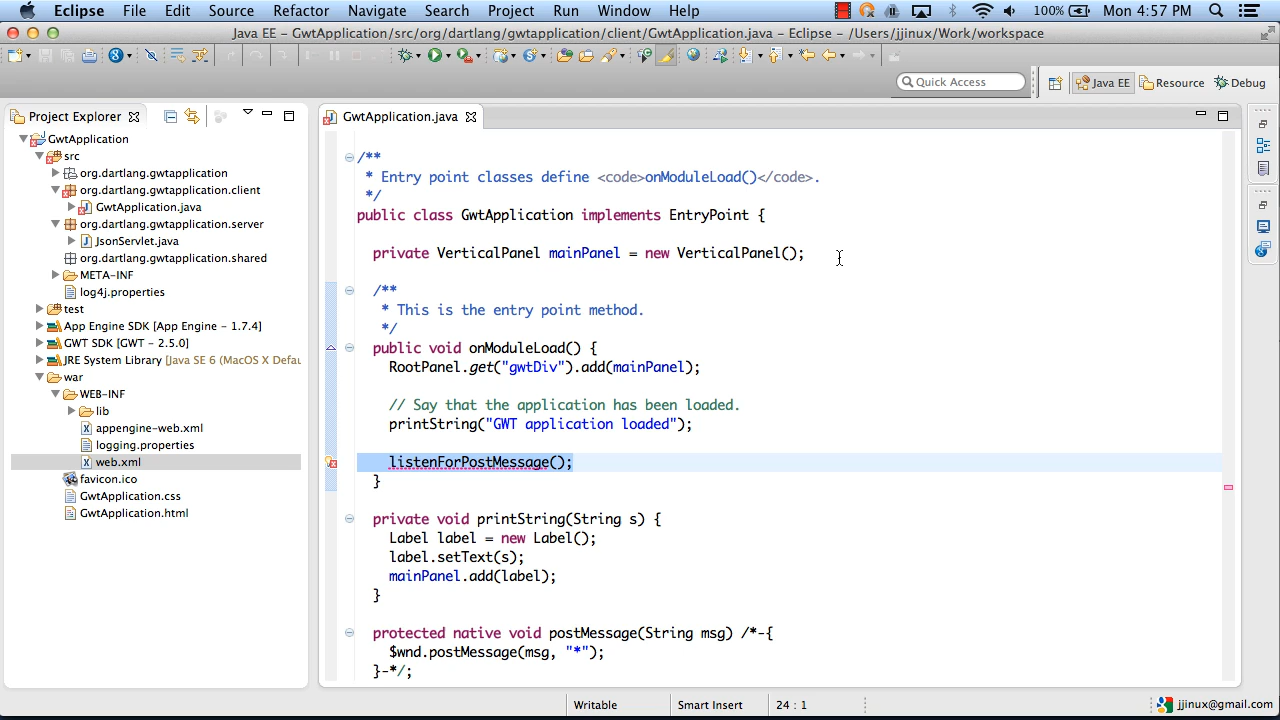 Eclipse File Edit Source Refactor Navigate Search Project Run Window Help 100% Mon 4:57 PM
Java EE - GwtApplication/src/org/dartlang/gwtapplication/client/GwtApplication.java - Eclipse - /Users/jjinux/Work/workspace
Quick Access Java EE Resource Debug
Project Explorer
GwtApplication
src
org.dartlang.gwtapplication
org.dartlang.gwtapplication.client
GwtApplication.java
org.dartlang.gwtapplication.server
JsonServlet.java
org.dartlang.gwtapplication.shared
META-INF
log4j.properties
test
App Engine SDK [App Engine - 1.7.4]
GWT SDK [GWT - 2.5.0]
JRE System Library [Java SE 6 (MacOS X Defau
war
WEB-INF
lib
appengine-web.xml
logging.properties
web.xml
favicon.ico
GwtApplication.css
GwtApplication.html
GwtApplication.java
/**
* Entry point classes define <code>onModuleLoad()</code>.
*/
public class GwtApplication implements EntryPoint {
private VerticalPanel mainPanel = new VerticalPanel();
/**
* This is the entry point method.
*/
public void onModuleLoad() {
RootPanel.get("gwtDiv").add(mainPanel);
// Say that the application has been loaded.
printString("GWT application loaded");
listenForPostMessage();
}
private void printString(String s) {
Label label = new Label();
label.setText(s);
mainPanel.add(label);
}
protected native void postMessage(String msg) /*-{
$wnd.postMessage(msg, "*");
}-*/;
Writable Smart Insert 24 : 1 jjinux@gmail.com